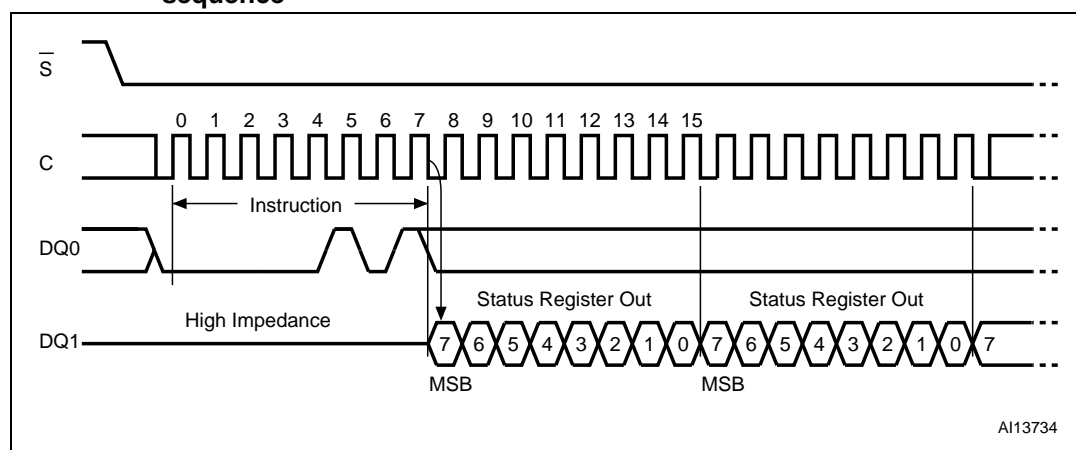 sequence
S
0 1 2 3 4 5 6 7 8 9 10 11 12 13 14 15
C
Instruction
DQ0
Status Register Out Status Register Out
High Impedance
DQ1
7 6 5 4 3 2 1 0 7 6 5 4 3 2 1 0 7
MSB MSB
AI13734